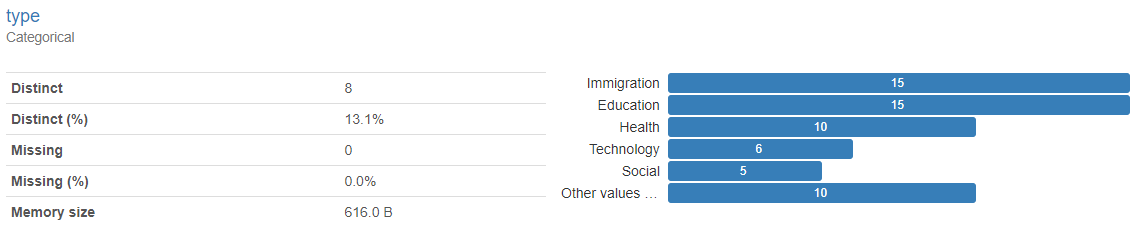 type
Categorical
Distinct 8
Distinct (%) 13.1%
Missing 0
Missing (%) 0.0%
Memory size 616.0 B
Immigration 15
Education 15
Health 10
Technology 6
Social 5
Other values … 10